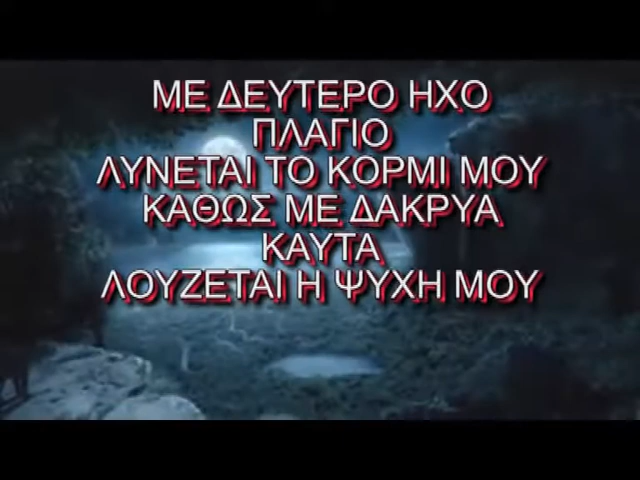 ΜΕ ΔΕΥΤΕΡΟ ΗΧΟ
ΠΛΑΓΙΟ
ΛΥΝΕΤΑΙ ΤΟ ΚΟΡΜΙ ΜΟΥ
ΚΑΘΩΣ ΜΕ ΔΑΚΡΥΑ
ΚΑΥΤΑ
ΛΟΥΖΕΤΑΙ Η ΨΥΧΗ ΜΟΥ